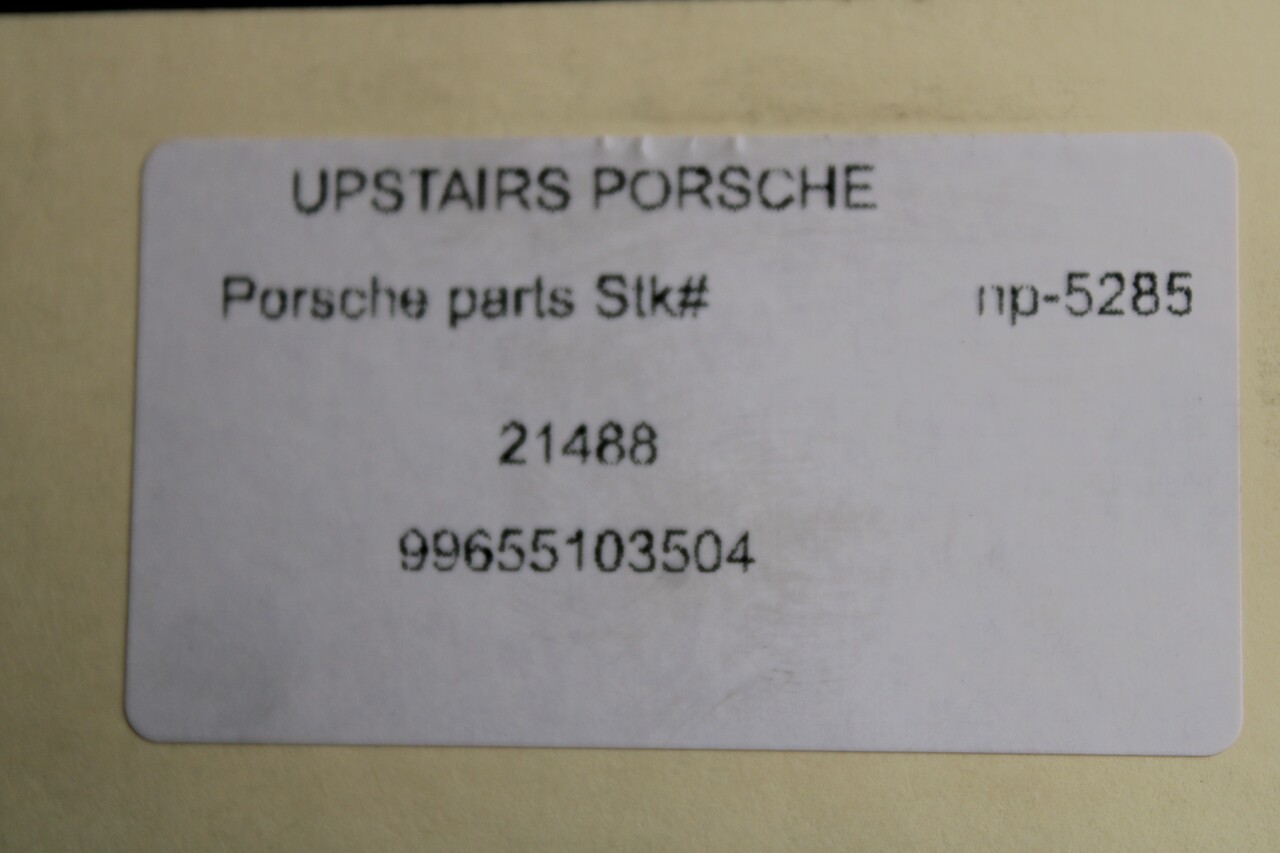 UPSTAIRS PORSCHE
Porsche parts Stk# np-5285
21488
99655103504